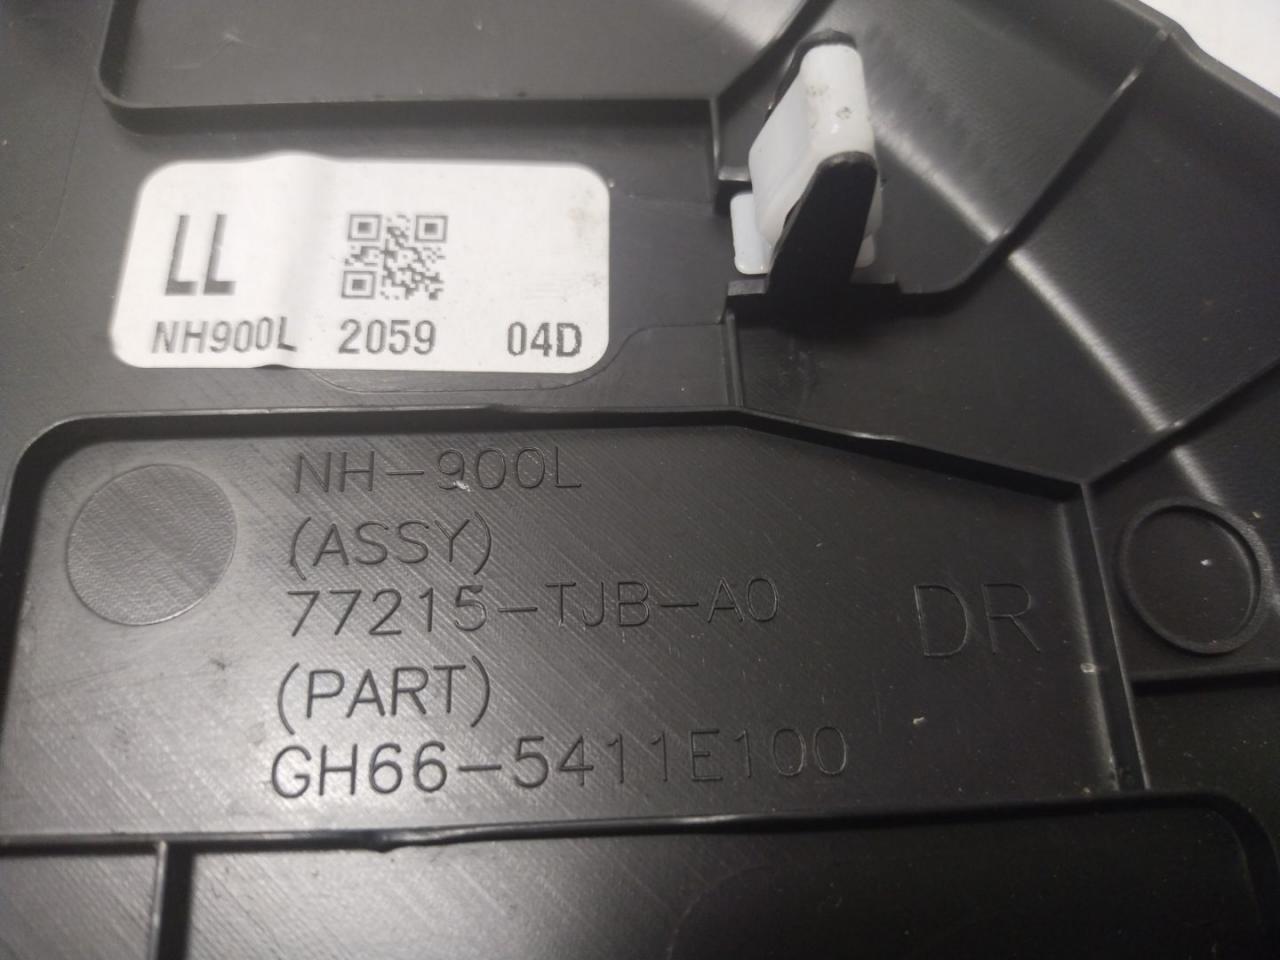 LL
NH900L 2059 04D
NH-900L
(ASSY)
77215-TJB-A0
DR
(PART)
GH66-5411E100